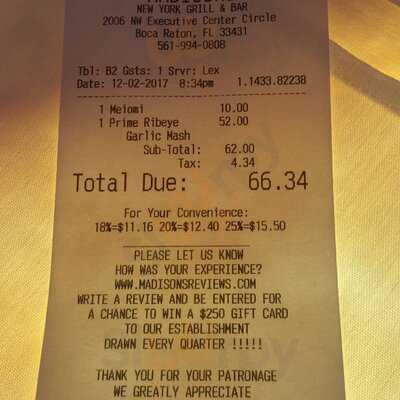 NEW YORK GRILL & BAR
2006 NW Executive Center Circle
Boca Raton, FL 33431
561-994-0808
Tbl: B2 Gsts: 1 Srvr: Lex
Date: 12-02-2017 8:34pm 1.1433.82238
1 Meiomi 10.00
1 Prime Ribeye 52.00
Garlic Mash
Sub-Total: 62.00
Tax: 4.34
Total Due: 66.34
For Your Convenience:
18%=$11.16 20%=$12.40 25%=$15.50
PLEASE LET US KNOW
HOW WAS YOUR EXPERIENCE?
WWW.MADISONSREVIEWS.COM
WRITE A REVIEW AND BE ENTERED FOR
A CHANCE TO WIN A $250 GIFT CARD
TO OUR ESTABLISHMENT
DRAWN EVERY QUARTER !!!!!
THANK YOU FOR YOUR PATRONAGE
WE GREATLY APPRECIATE